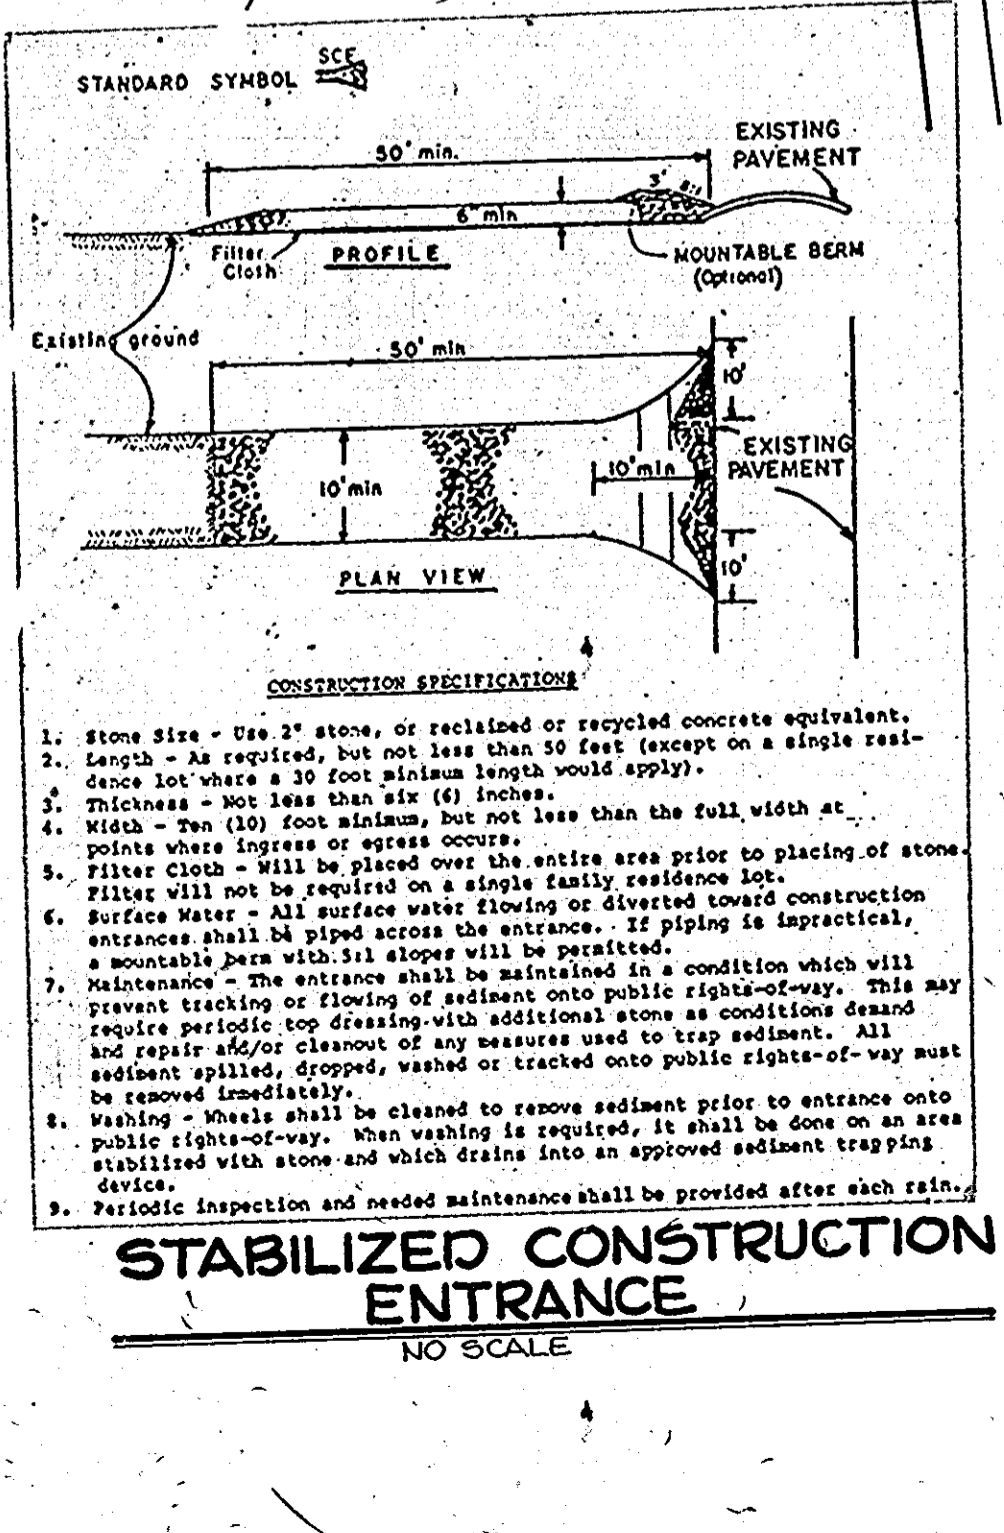 SCE
STANDARD SYMBOL
EXISTING
PAVEMENT
50' min.
3'
6" min
Filter
Cloth
PROFILE
MOUNTABLE BERM
(Optional)
Existing ground
50' min
10'
EXISTING
PAVEMENT
10' min
10' min
10'
PLAN VIEW
CONSTRUCTION SPECIFICATIONS
1. Stone Size - Use 2" stone, or reclaimed or recycled concrete equivalent.
2. Length - As required, but not less than 50 feet (except on a single resi-
dence lot where a 30 foot minimum length would apply).
3. Thickness - Not less than six (6) inches.
4. Width - Ten (10) foot minimum, but not less than the full width at
points where ingress or egress occurs.
5. Filter Cloth - Will be placed over the entire area prior to placing of stone.
Filter will not be required on a single family residence lot.
6. Surface Water - All surface water flowing or diverted toward construction
entrances shall be piped across the entrance. If piping is impractical,
a mountable berm with 5:1 slopes will be permitted.
7. Maintenance - The entrance shall be maintained in a condition which will
prevent tracking or flowing of sediment onto public rights-of-way. This may
require periodic top dressing with additional stone as conditions demand
and repair and/or cleanout of any measures used to trap sediment. All
sediment spilled, dropped, washed or tracked onto public rights-of-way must
be removed immediately.
8. Washing - Wheels shall be cleaned to remove sediment prior to entrance onto
public rights-of-way. When washing is required, it shall be done on an area
stabilized with stone and which drains into an approved sediment trapping
device.
9. Periodic inspection and needed maintenance shall be provided after each rain.
STABILIZED CONSTRUCTION
ENTRANCE
NO SCALE